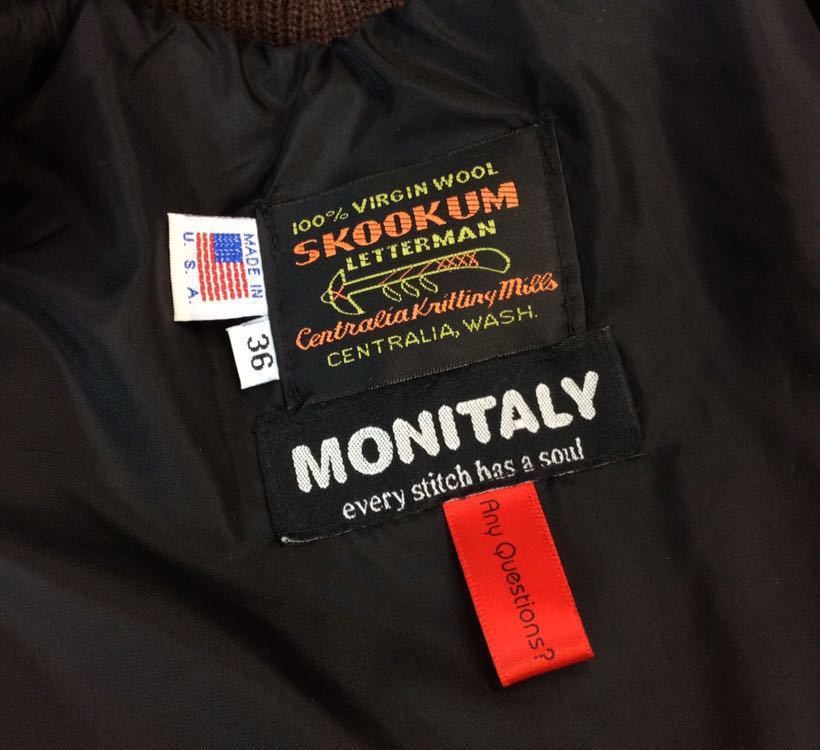 100% VIRGIN WOOL
SKOOKUM
LETTERMAN
Centralia Knitting Mills
CENTRALIA, WASH.
MADE IN
U.S.A.
36
MONITALY
every stitch has a soul
Any Questions?